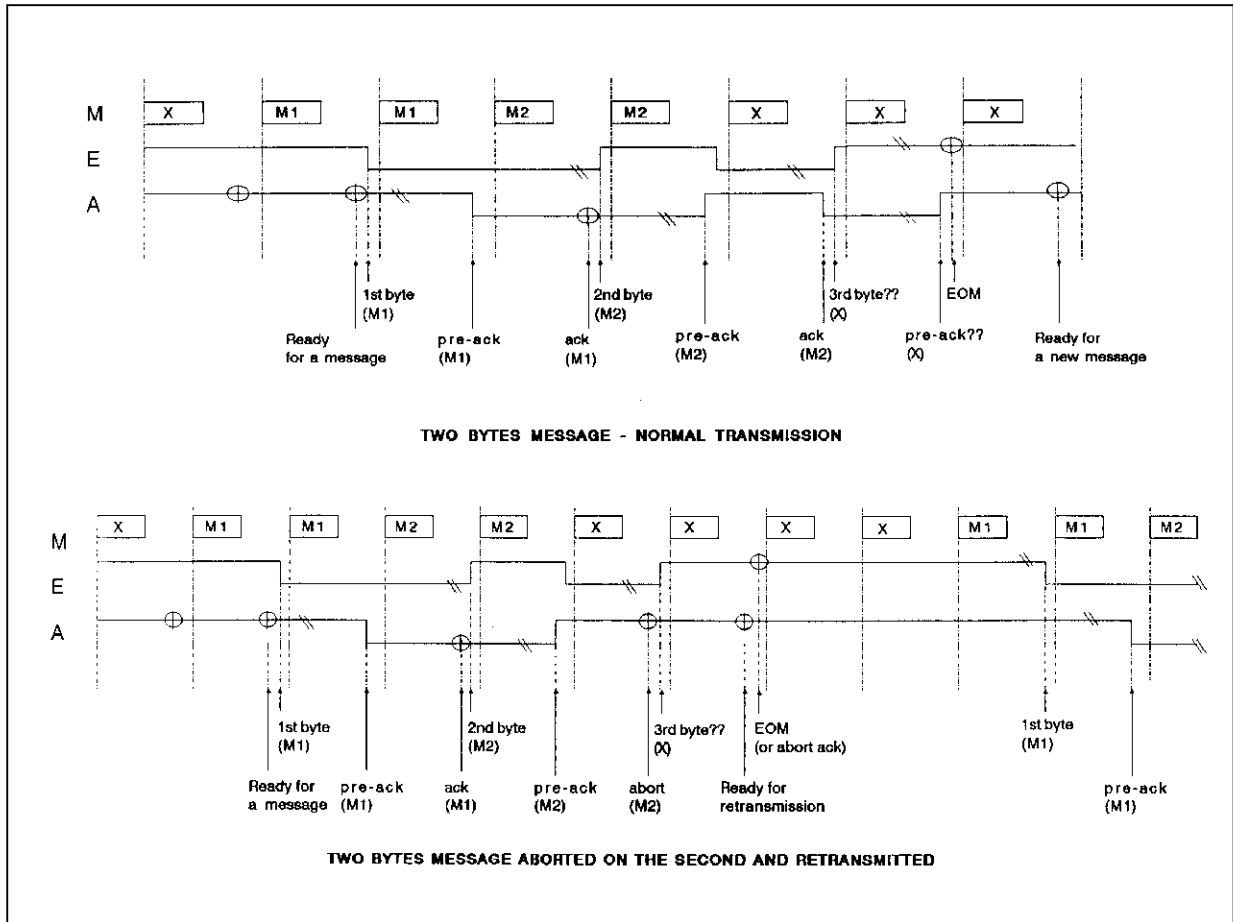 M X M1 M1 M2 M2 X X X
E
A
1st byte 2nd byte 3rd byte?? EOM
(M1) (M2) (X)
Ready pre-ack ack pre-ack ack pre-ack?? Ready for
for a message (M1) (M1) (M2) (M2) (X) a new message
TWO BYTES MESSAGE - NORMAL TRANSMISSION
X M1 M1 M2 M2 X X X X M1 M1 M2
M
E
A
1st byte 2nd byte 3rd byte?? EOM 1st byte
(M1) (M2) (X) (or abort ack) (M1)
Ready for pre-ack ack pre-ack abort Ready for pre-ack
a message (M1) (M1) (M2) (M2) retransmission (M1)
TWO BYTES MESSAGE ABORTED ON THE SECOND AND RETRANSMITTED